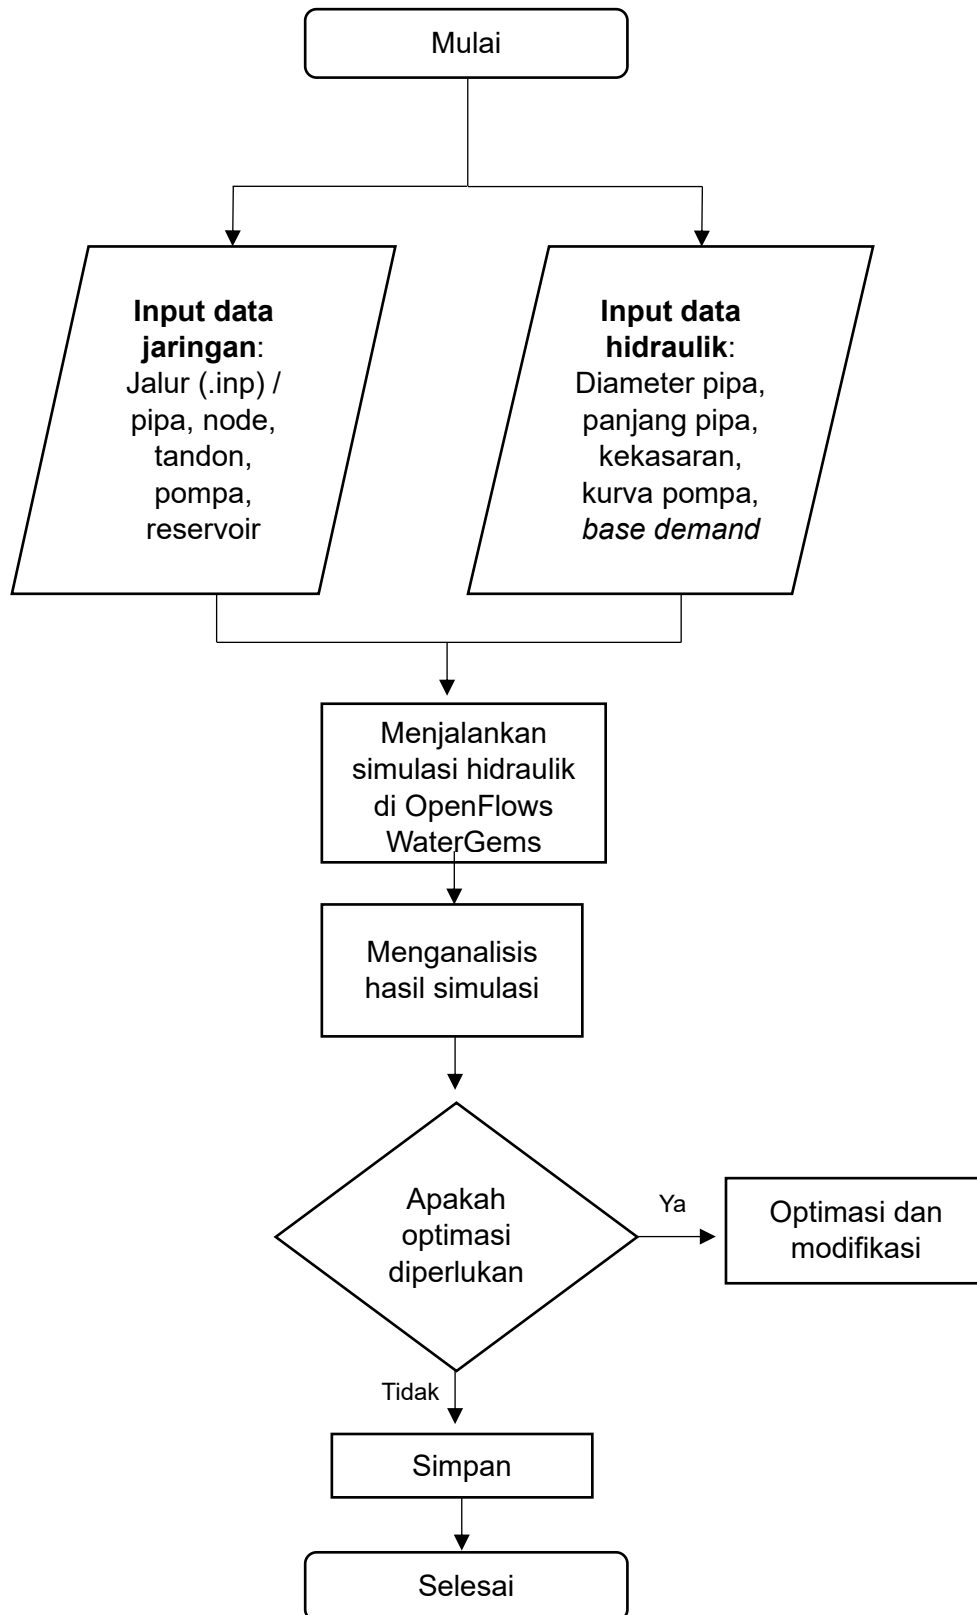 Mulai
Input data
jaringan:
Jalur (.inp) /
pipa, node,
tandon,
pompa,
reservoir
Input data
hidraulik:
Diameter pipa,
panjang pipa,
kekasaran,
kurva pompa,
base demand
Menjalankan
simulasi hidraulik
di OpenFlows
WaterGems
Menganalisis
hasil simulasi
Apakah
optimasi
diperlukan
Ya
Optimasi dan
modifikasi
Tidak
Simpan
Selesai